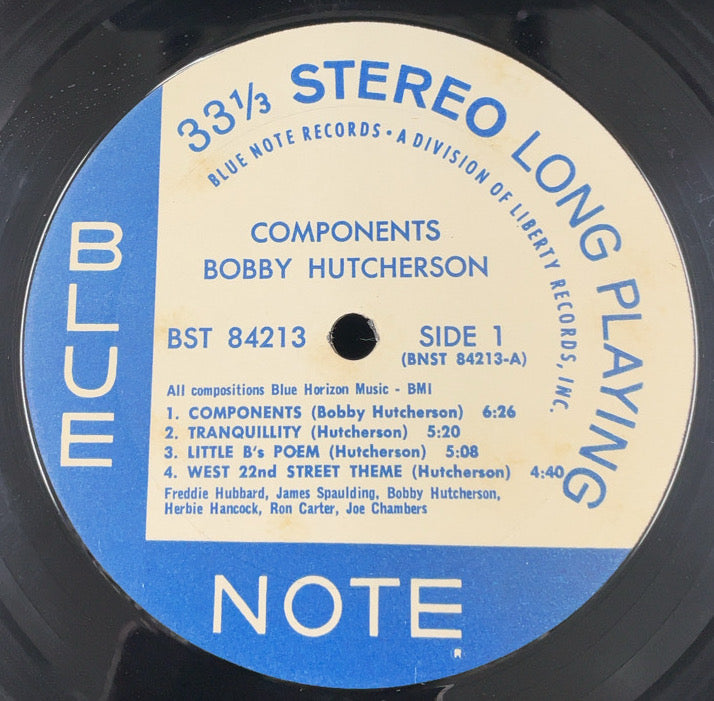 33⅓ STEREO LONG PLAYING
BLUE NOTE RECORDS • A DIVISION OF LIBERTY RECORDS, INC.
COMPONENTS
BOBBY HUTCHERSON
BST 84213
SIDE 1
(BNST 84213-A)
All compositions Blue Horizon Music - BMI
1. COMPONENTS (Bobby Hutcherson) 6:26
2. TRANQUILLITY (Hutcherson) 5:20
3. LITTLE B's POEM (Hutcherson) 5:08
4. WEST 22nd STREET THEME (Hutcherson) 4:40
Freddie Hubbard, James Spaulding, Bobby Hutcherson,
Herbie Hancock, Ron Carter, Joe Chambers
BLUE
NOTE